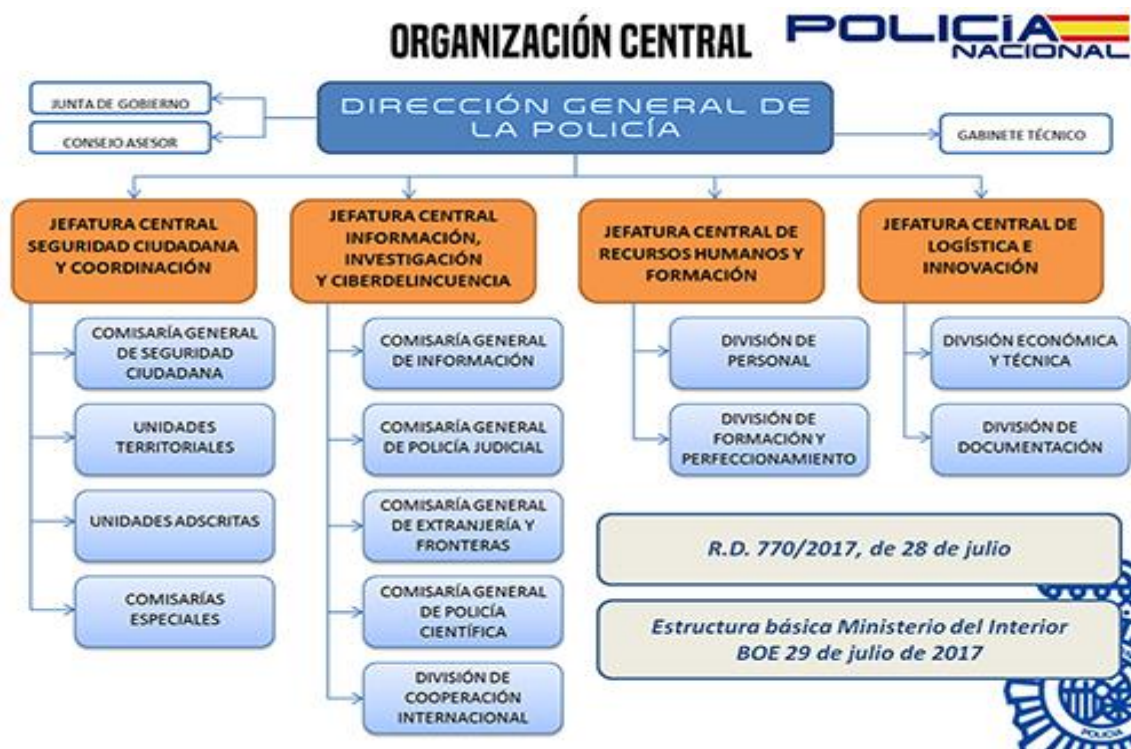 ORGANIZACIÓN CENTRAL
POLICÍA
NACIONAL
JUNTA DE GOBIERNO
CONSEJO ASESOR
DIRECCIÓN GENERAL DE
LA POLICÍA
GABINETE TÉCNICO
JEFATURA CENTRAL
SEGURIDAD CIUDADANA
Y COORDINACIÓN
COMISARÍA GENERAL
DE SEGURIDAD
CIUDADANA
UNIDADES
TERRITORIALES
UNIDADES ADSCRITAS
COMISARÍAS
ESPECIALES
JEFATURA CENTRAL
INFORMACIÓN,
INVESTIGACIÓN
Y CIBERDELINCUENCIA
COMISARÍA GENERAL
DE INFORMACIÓN
COMISARÍA GENERAL
DE POLICÍA JUDICIAL
COMISARÍA GENERAL
DE EXTRANJERÍA Y
FRONTERAS
COMISARÍA GENERAL
DE POLICÍA
CIENTÍFICA
DIVISIÓN DE
COOPERACIÓN
INTERNACIONAL
JEFATURA CENTRAL DE
RECURSOS HUMANOS Y
FORMACIÓN
DIVISIÓN DE
PERSONAL
DIVISIÓN DE
FORMACIÓN Y
PERFECCIONAMIENTO
JEFATURA CENTRAL DE
LOGÍSTICA E
INNOVACIÓN
DIVISIÓN ECONÓMICA
Y TÉCNICA
DIVISIÓN DE
DOCUMENTACIÓN
R.D. 770/2017, de 28 de julio
Estructura básica Ministerio del Interior
BOE 29 de julio de 2017
POLICÍA